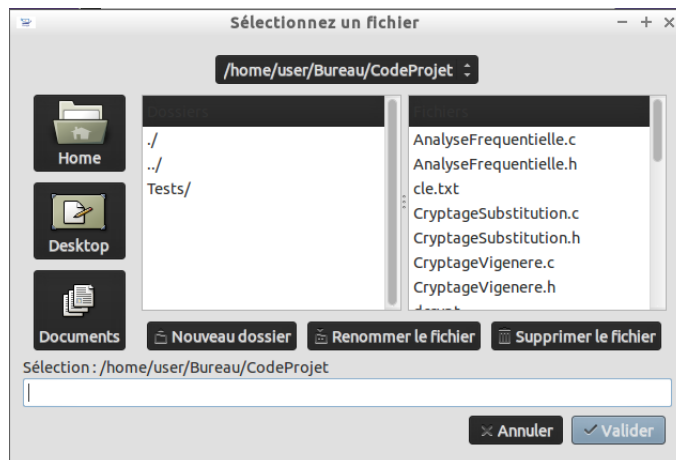 Sélectionnez un fichier
/home/user/Bureau/CodeProjet
Home
Desktop
Documents
Dossiers
./
../
Tests/
Fichiers
AnalyseFrequentielle.c
AnalyseFrequentielle.h
cle.txt
CryptageSubstitution.c
CryptageSubstitution.h
CryptageVigenere.c
CryptageVigenere.h
Nouveau dossier
Renommer le fichier
Supprimer le fichier
Sélection : /home/user/Bureau/CodeProjet
Annuler
Valider